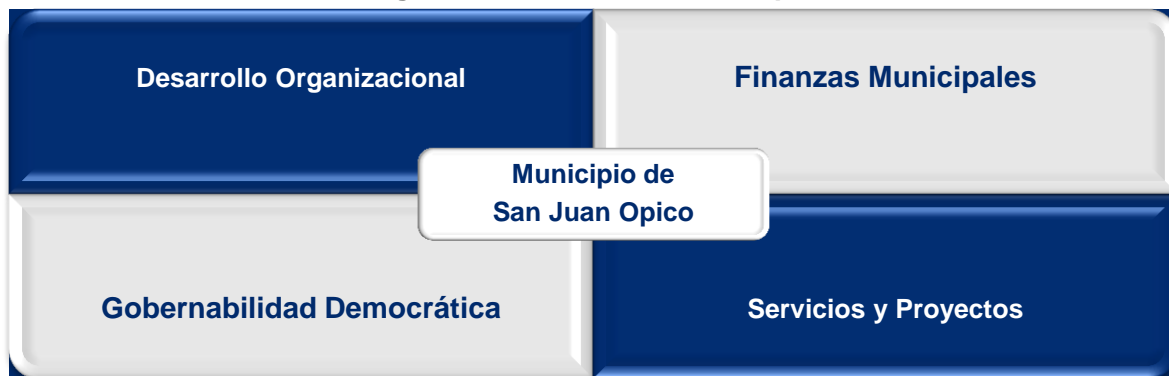 Desarrollo Organizacional
Finanzas Municipales
Municipio de
San Juan Opico
Gobernabilidad Democrática
Servicios y Proyectos